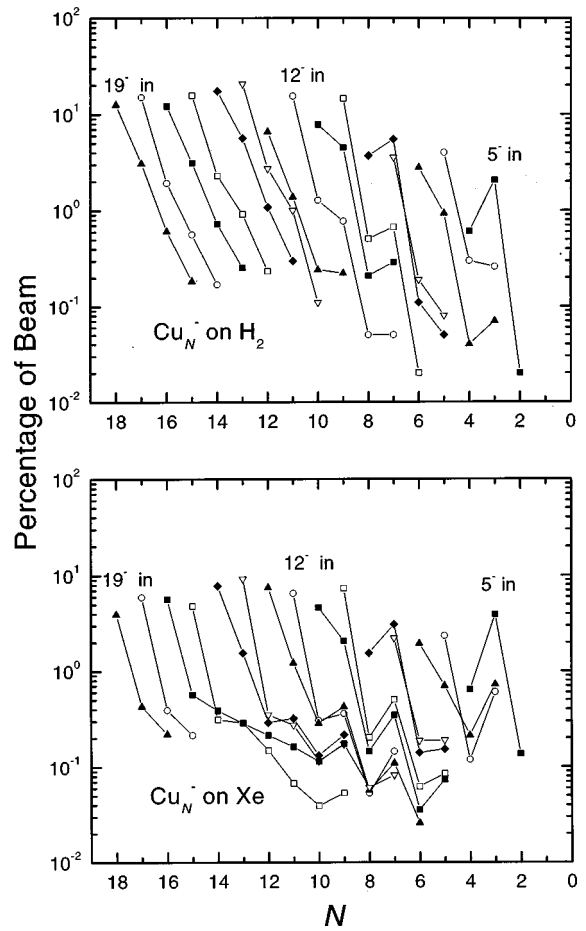 10²
10¹
10⁰
10⁻¹
10⁻²
19⁻ in
12⁻ in
5⁻ in
Cu_N⁻ on H₂
18 16 14 12 10 8 6 4 2 0
Percentage of Beam
10²
10¹
10⁰
10⁻¹
10⁻²
19⁻ in
12⁻ in
5⁻ in
Cu_N⁻ on Xe
18 16 14 12 10 8 6 4 2 0
N